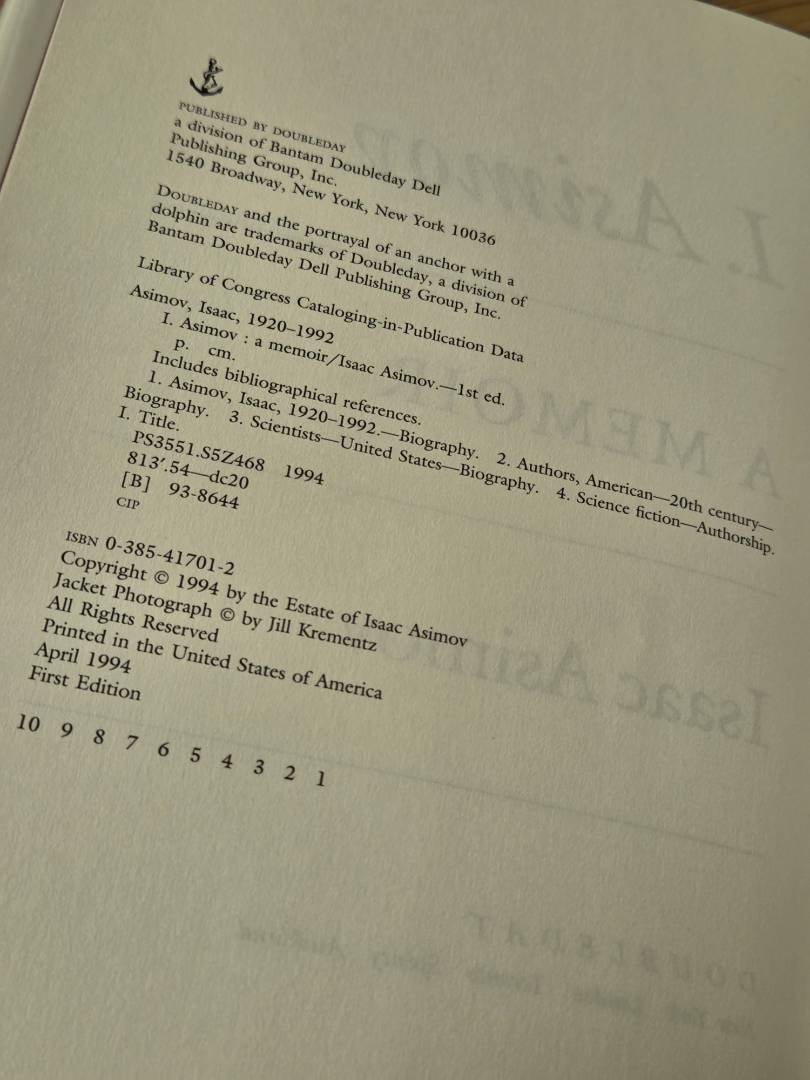 PUBLISHED BY DOUBLEDAY
a division of Bantam Doubleday Dell
Publishing Group, Inc.
1540 Broadway, New York, New York 10036
DOUBLEDAY and the portrayal of an anchor with a
dolphin are trademarks of Doubleday, a division of
Bantam Doubleday Dell Publishing Group, Inc.
Library of Congress Cataloging-in-Publication Data
Asimov, Isaac, 1920–1992
I. Asimov : a memoir/Isaac Asimov.—1st ed.
p. cm.
Includes bibliographical references.
1. Asimov, Isaac, 1920–1992.—Biography. 2. Authors, American—20th century—
Biography. 3. Scientists—United States—Biography. 4. Science fiction—Authorship.
I. Title.
PS3551.S5Z468 1994
813′.54—dc20
[B] 93-8644
CIP
ISBN 0-385-41701-2
Copyright © 1994 by the Estate of Isaac Asimov
Jacket Photograph © by Jill Krementz
All Rights Reserved
Printed in the United States of America
April 1994
First Edition
10 9 8 7 6 5 4 3 2 1
I. Asimov
A MEMOIR
Isaac Asimov
DOUBLEDAY